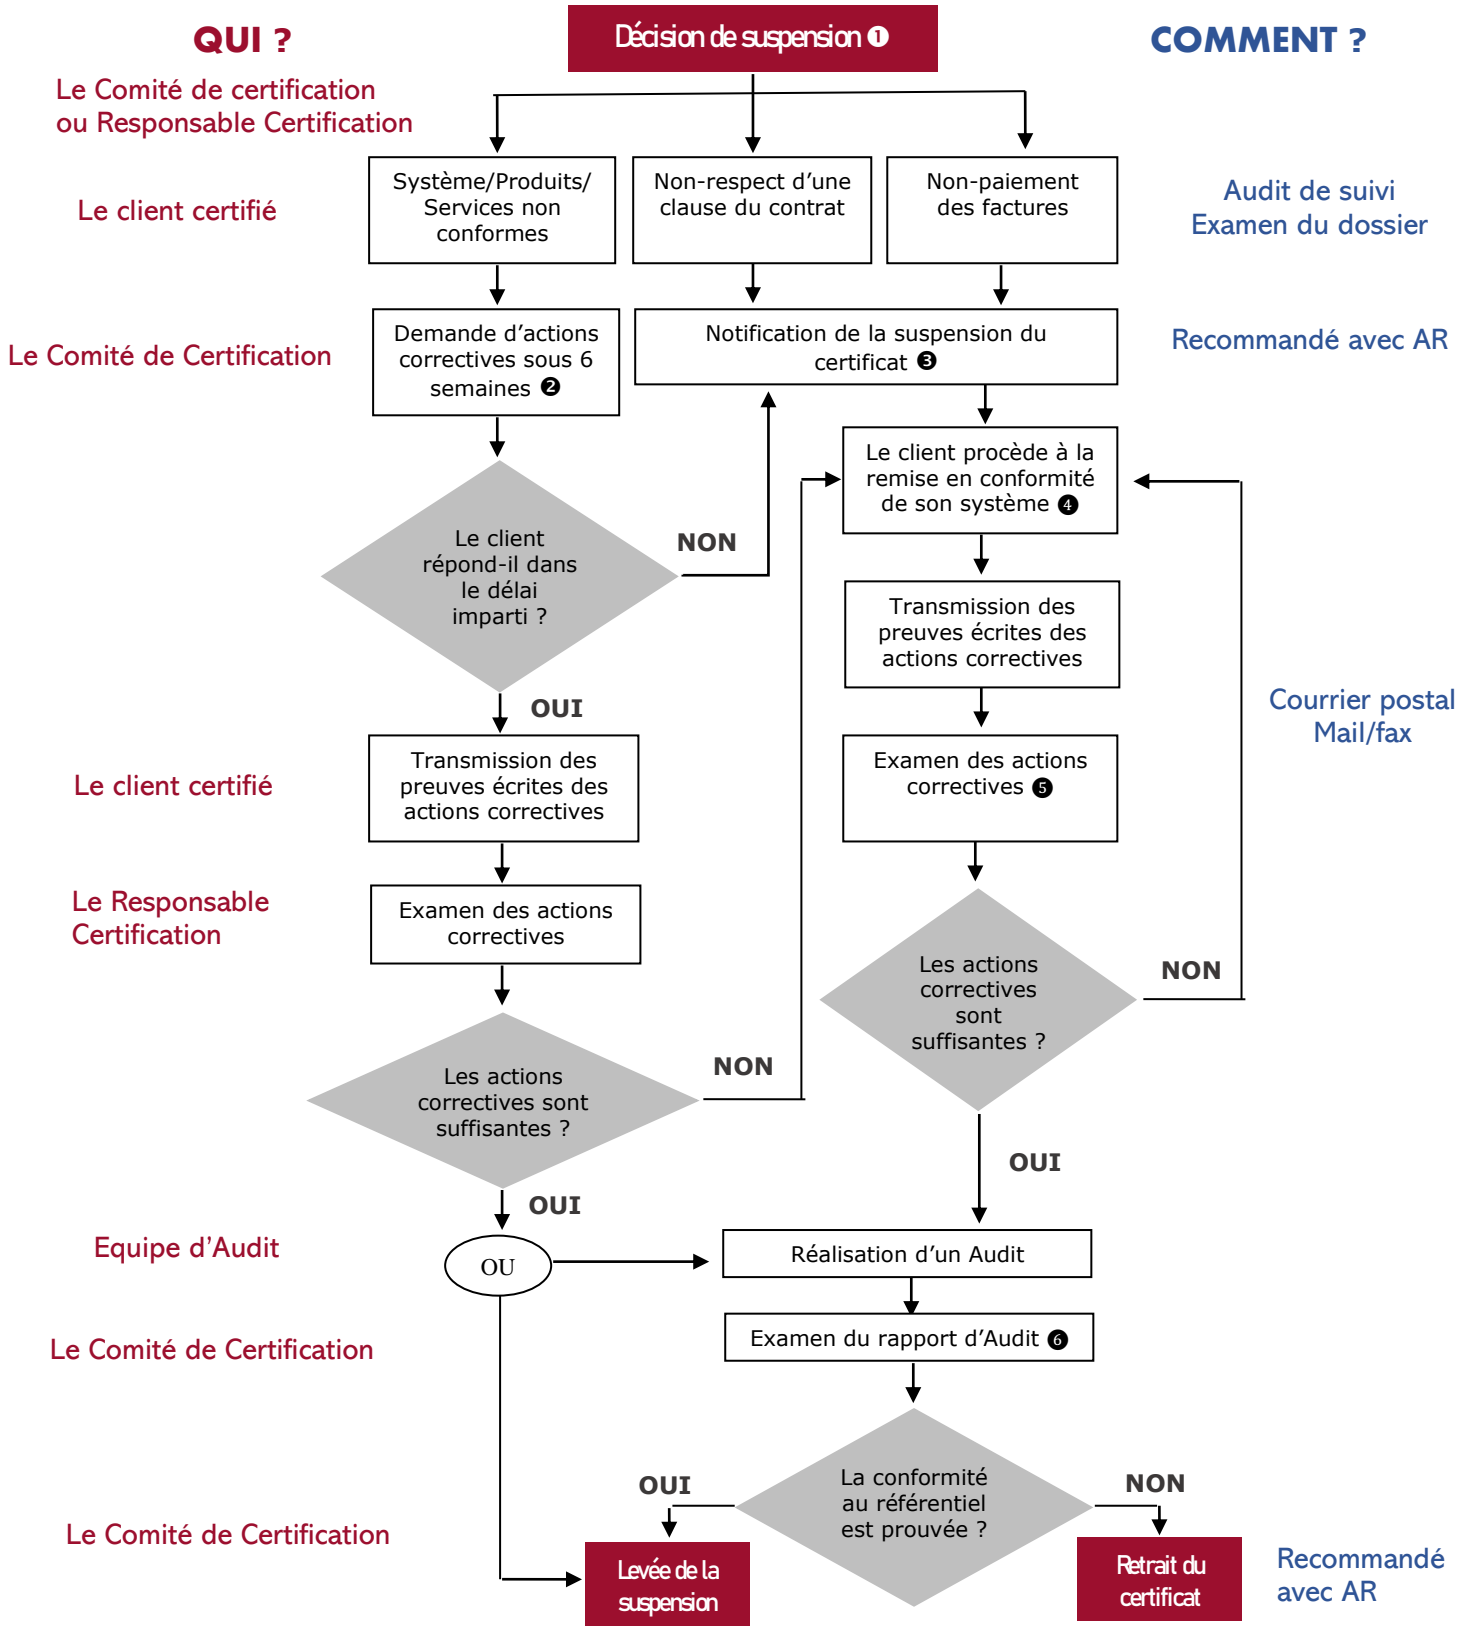 QUI ?
Décision de suspension ❶
COMMENT ?
Le Comité de certification
ou Responsable Certification
Le client certifié
Système/Produits/
Services non
conformes
Non-respect d’une
clause du contrat
Non-paiement
des factures
Audit de suivi
Examen du dossier
Le Comité de Certification
Demande d’actions
correctives sous 6
semaines ❷
Notification de la suspension du
certificat ❸
Recommandé avec AR
Le client procède à la
remise en conformité
de son système ❹
Le client
répond-il dans
le délai
imparti ?
NON
Transmission des
preuves écrites des
actions correctives
OUI
Courrier postal
Mail/fax
Le client certifié
Transmission des
preuves écrites des
actions correctives
Examen des actions
correctives ❺
Le Responsable
Certification
Examen des actions
correctives
Les actions
correctives
sont
suffisantes ?
NON
Les actions
correctives sont
suffisantes ?
NON
OUI
OUI
Equipe d’Audit
OU
Réalisation d’un Audit
Le Comité de Certification
Examen du rapport d’Audit ❻
La conformité
au référentiel
est prouvée ?
OUI
NON
Le Comité de Certification
Levée de la
suspension
Retrait du
certificat
Recommandé
avec AR